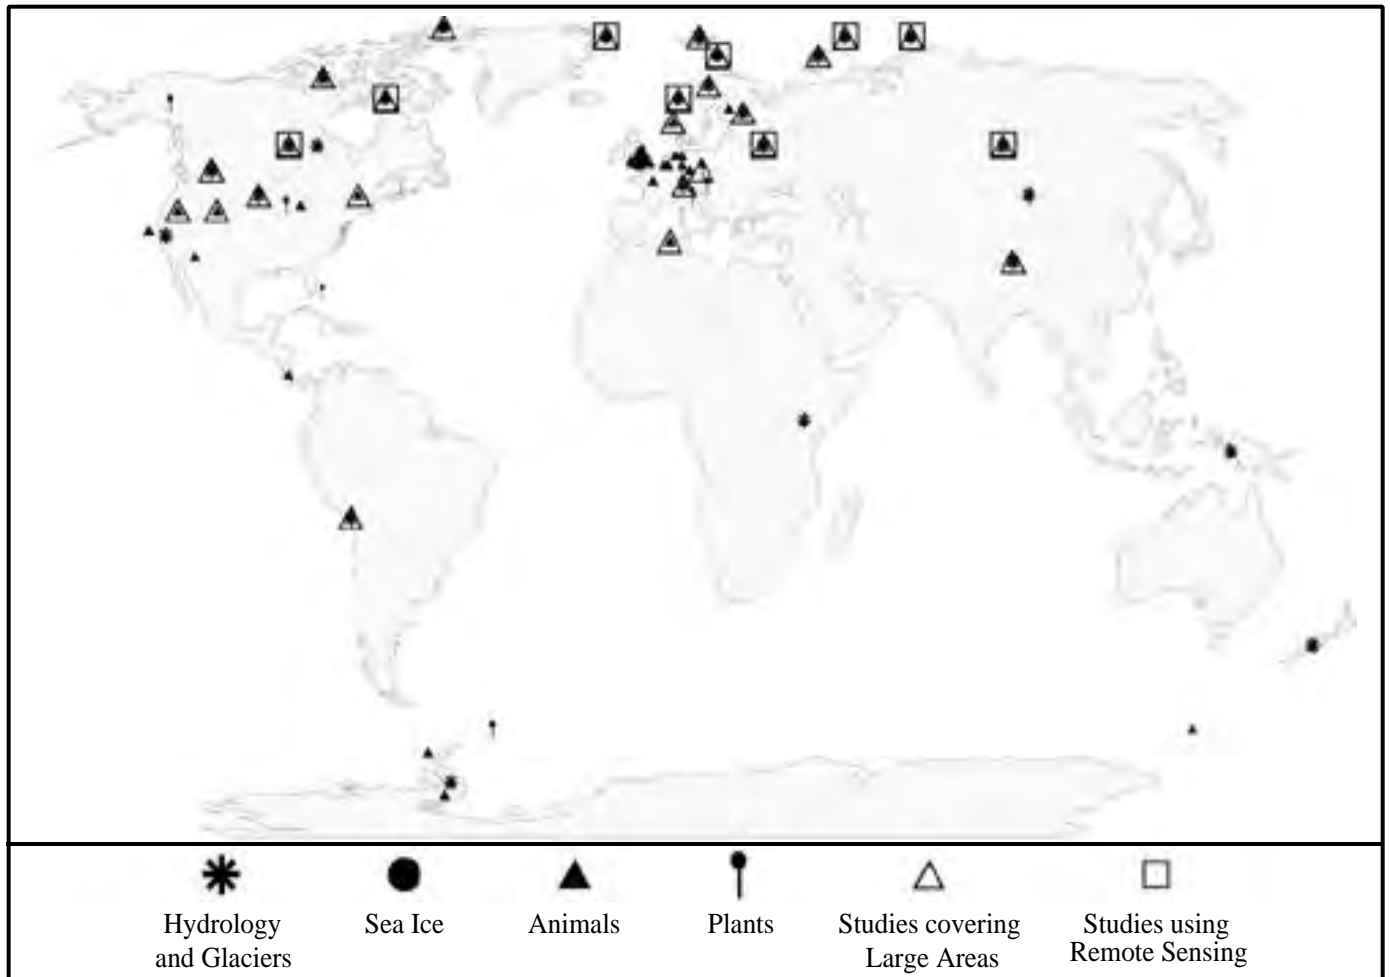 Hydrology
and Glaciers
Sea Ice
Animals
Plants
Studies covering
Large Areas
Studies using
Remote Sensing